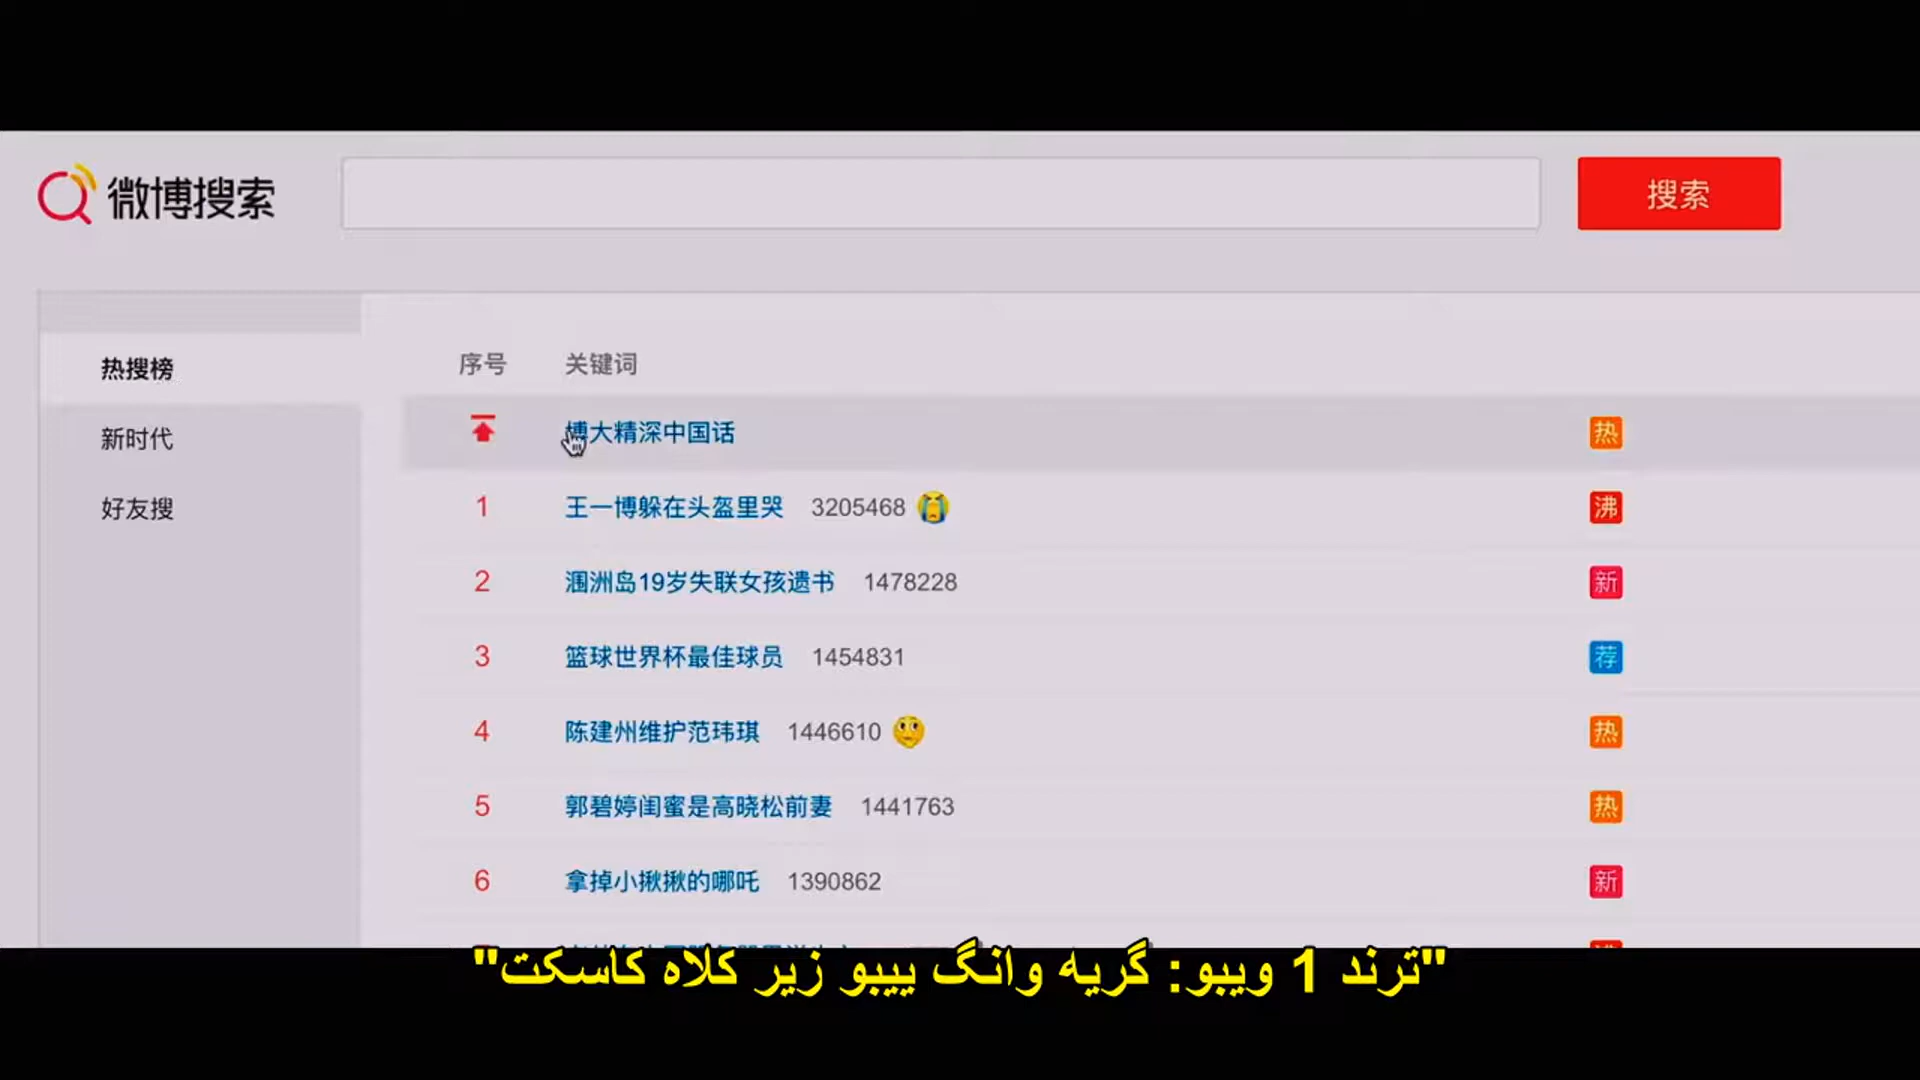 微博搜索
搜索
热搜榜
新时代
好友搜
序号 关键词
博大精深中国话 热
1 王一博躲在头盔里哭 3205468 沸
2 涠洲岛19岁失联女孩遗书 1478228 新
3 篮球世界杯最佳球员 1454831 荐
4 陈建州维护范玮琪 1446610 热
5 郭碧婷闺蜜是高晓松前妻 1441763 热
6 拿掉小揪揪的哪吒 1390862 新
"ترند 1 ویبو: گریه وانگ ییبو زیر کلاه کاسکت"